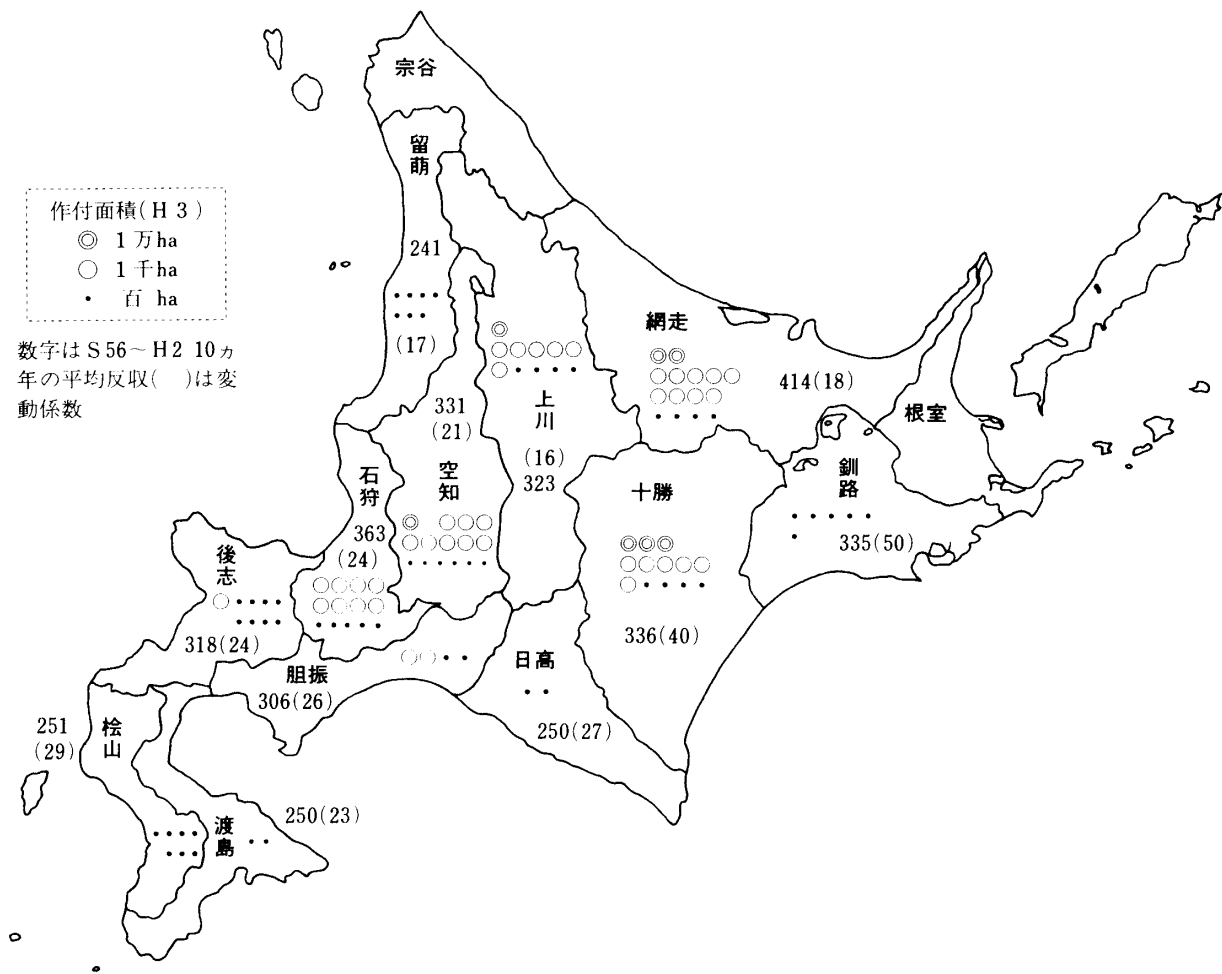 宗谷
留萌
241
(17)
作付面積(H3)
◎ 1万ha
○ 1千ha
・ 百ha
数字はS56～H2 10ヵ
年の平均反収( )は変
動係数
網走
414(18)
根室
上川
(16)
323
331
(21)
空知
石狩
363
(24)
十勝
336(40)
釧路
335(50)
後志
318(24)
胆振
306(26)
日高
250(27)
251
(29)
桧山
渡島
250(23)